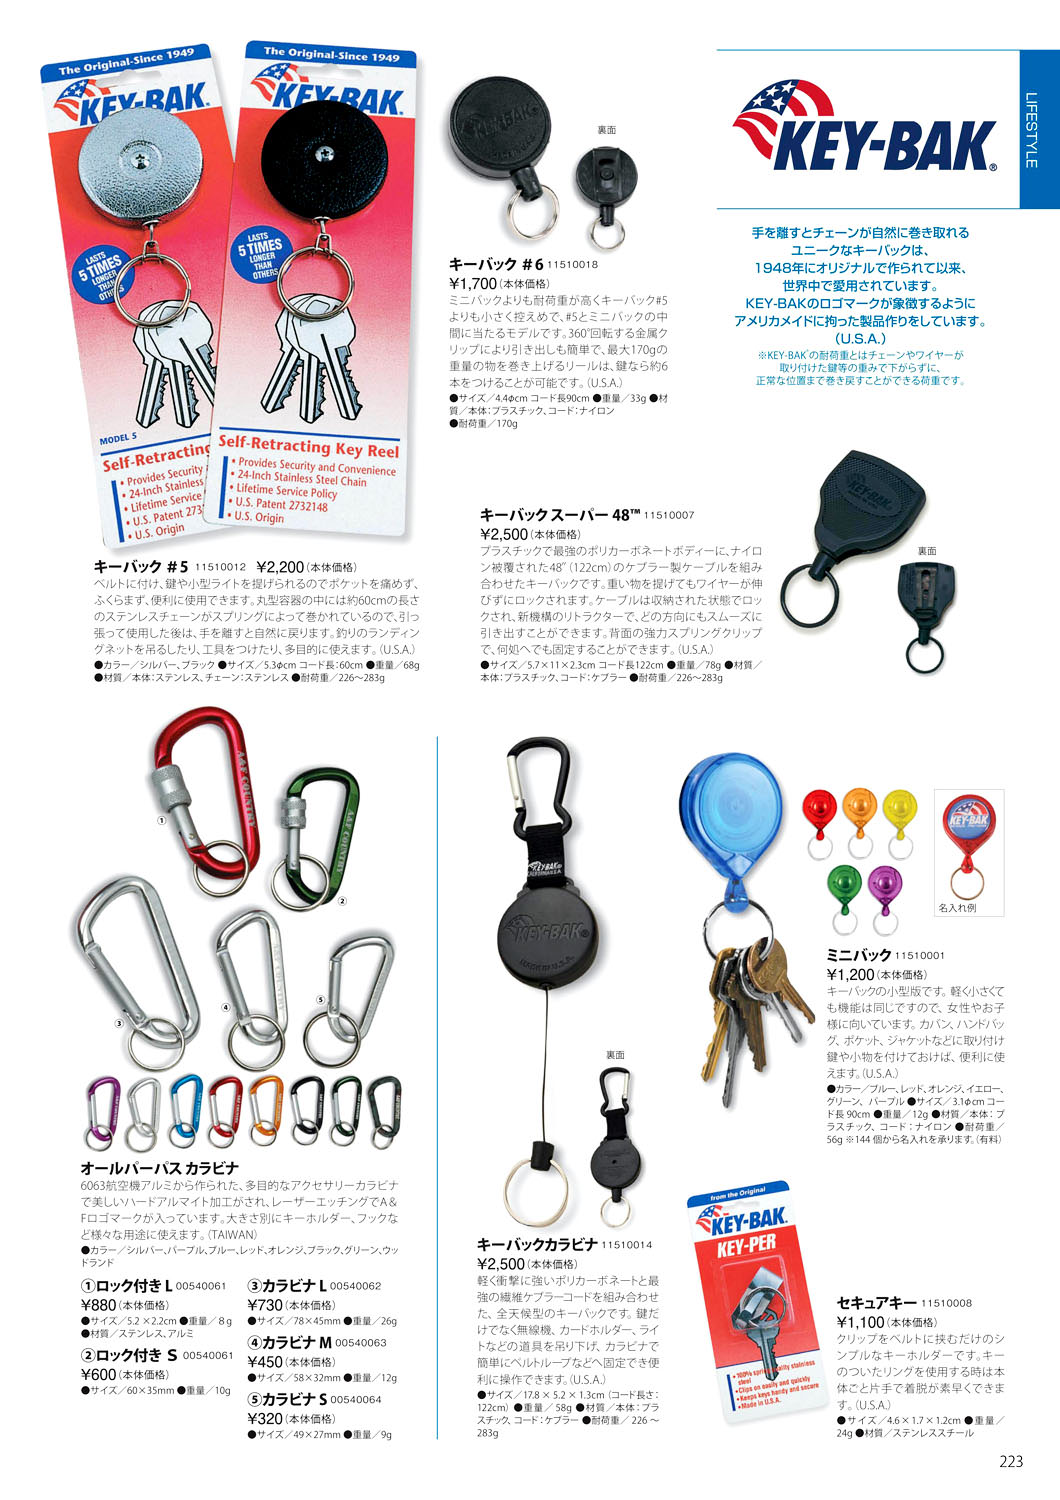 The Original-Since 1949
KEY-BAK.
LASTS
5 TIMES
LONGER
THAN
OTHERS
MODEL 5
Self-Retracting
• Provides Security
• 24-Inch Stainless
• Lifetime Service
• U.S. Patent 273
• U.S. Origin
The Original-Since 1949
KEY-BAK.
LASTS
5 TIMES
LONGER
THAN
OTHERS
Self-Retracting Key Reel
• Provides Security and Convenience
• 24-Inch Stainless Steel Chain
• Lifetime Service Policy
• U.S. Patent 2732148
• U.S. Origin
キーバック #5 11510012 ¥2,200(本体価格)
ベルトに付け、鍵や小型ライトを提げられるのでポケットを痛めず、
ふくらまず、便利に使用できます。丸型容器の中には約60cmの長さ
のステンレスチェーンがスプリングによって巻かれているので、引っ
張って使用した後は、手を離すと自然に戻ります。釣りのランディン
グネットを吊るしたり、工具をつけたり、多目的に使えます。(U.S.A.)
●カラー/シルバー、ブラック ●サイズ/5.3φcm コード長:60cm ●重量/68g
●材質/本体:ステンレス、チェーン:ステンレス ●耐荷重/226〜283g
KEY-BAK
裏面
キーバック #6 11510018
¥1,700(本体価格)
ミニバックよりも耐荷重が高くキーバック#5
よりも小さく控えめで、#5とミニバックの中
間に当たるモデルです。360°回転する金属ク
リップにより引き出しも簡単で、最大170gの
重量の物を巻き上げるリールは、鍵なら約6
本をつけることが可能です。(U.S.A.)
●サイズ/4.4φcm コード長90cm ●重量/33g ●材
質/本体:プラスチック、コード:ナイロン
●耐荷重/170g
KEY-BAK®
LIFESTYLE
手を離すとチェーンが自然に巻き取れる
ユニークなキーバックは、
1948年にオリジナルで作られて以来、
世界中で愛用されています。
KEY-BAKのロゴマークが象徴するように
アメリカメイドに拘った製品作りをしています。
(U.S.A.)
※KEY-BAK®の耐荷重とはチェーンやワイヤーが
取り付けた鍵等の重みで下がらずに、
正常な位置まで巻き戻すことができる荷重です。
キーバック スーパー 48™ 11510007
¥2,500(本体価格)
プラスチックで最強のポリカーボネートボディーに、ナイロ
ン被覆された48"(122cm)のケブラー製ケーブルを組み
合わせたキーバックです。重い物を提げてもワイヤーが伸
びずにロックされます。ケーブルは収納された状態でロッ
クされ、新機構のリトラクターで、どの方向にもスムーズに
引き出すことができます。背面の強力スプリングクリップ
で、何処へでも固定することができます。(U.S.A.)
●サイズ/5.7×11×2.3cm コード長122cm ●重量/78g ●材質/
本体:プラスチック、コード:ケブラー ●耐荷重/226〜283g
KEY-BAK
裏面
A&F COUNTRY
A&F COUNTRY
①
②
③
④
⑤
オールパーパス カラビナ
6063航空機アルミから作られた、多目的なアクセサリーカラビナ
で美しいハードアルマイト加工がされ、レーザーエッチングでA&
Fロゴマークが入っています。大きさ別にキーホルダー、フックな
ど様々な用途に使えます。(TAIWAN)
●カラー/シルバー、パープル、ブルー、レッド、オレンジ、ブラック、グリーン、ウッ
ドランド
①ロック付き L 00540061
¥880(本体価格)
●サイズ/5.2×2.2cm ●重量/8g
●材質/ステンレス、アルミ
②ロック付き S 00540061
¥600(本体価格)
●サイズ/60×35mm ●重量/10g
③カラビナ L 00540062
¥730(本体価格)
●サイズ/78×45mm ●重量/26g
④カラビナ M 00540063
¥450(本体価格)
●サイズ/58×32mm ●重量/12g
⑤カラビナ S 00540064
¥320(本体価格)
●サイズ/49×27mm ●重量/9g
KEY-BAK
KEY-BAK®
MADE IN U.S.A.
裏面
キーバックカラビナ 11510014
¥2,500(本体価格)
軽く衝撃に強いポリカーボネートと最
強の繊維ケブラーコードを組み合わせ
た、全天候型のキーバックです。鍵だ
けでなく無線機、カードホルダー、ライ
トなどの道具を吊り下げ、カラビナで
簡単にベルトループなどへ固定でき便
利に操作できます。(U.S.A.)
●サイズ/17.8×5.2×1.3cm(コード長さ:
122cm)●重量/58g ●材質/本体:プラ
スチック、コード:ケブラー ●耐荷重/226〜
283g
KEY-BAK
名入れ例
ミニバック 11510001
¥1,200(本体価格)
キーバックの小型版です。軽く小さくて
も機能は同じですので、女性やお子
様に向いています。カバン、ハンドバッ
グ、ポケット、ジャケットなどに取り付け
鍵や小物を付けておけば、便利に使
えます。(U.S.A.)
●カラー/ブルー、レッド、オレンジ、イエロー、
グリーン、パープル ●サイズ/3.1φcm コー
ド長 90cm ●重量/12g ●材質/本体:プ
ラスチック、コード:ナイロン ●耐荷重/
56g ※144個から名入れを承ります。(有料)
from the Original
KEY-BAK.
KEY-PER
•100% spring quality stainless
steel
•Clips on easily and quickly
•Keeps keys handy and secure
•Made in U.S.A.
セキュアキー 11510008
¥1,100(本体価格)
クリップをベルトに挟むだけのシ
ンプルなキーホルダーです。キー
のついたリングを使用する時は本
体ごと片手で着脱が素早くできま
す。(U.S.A.)
●サイズ/4.6×1.7×1.2cm ●重量/
24g ●材質/ステンレススチール
223